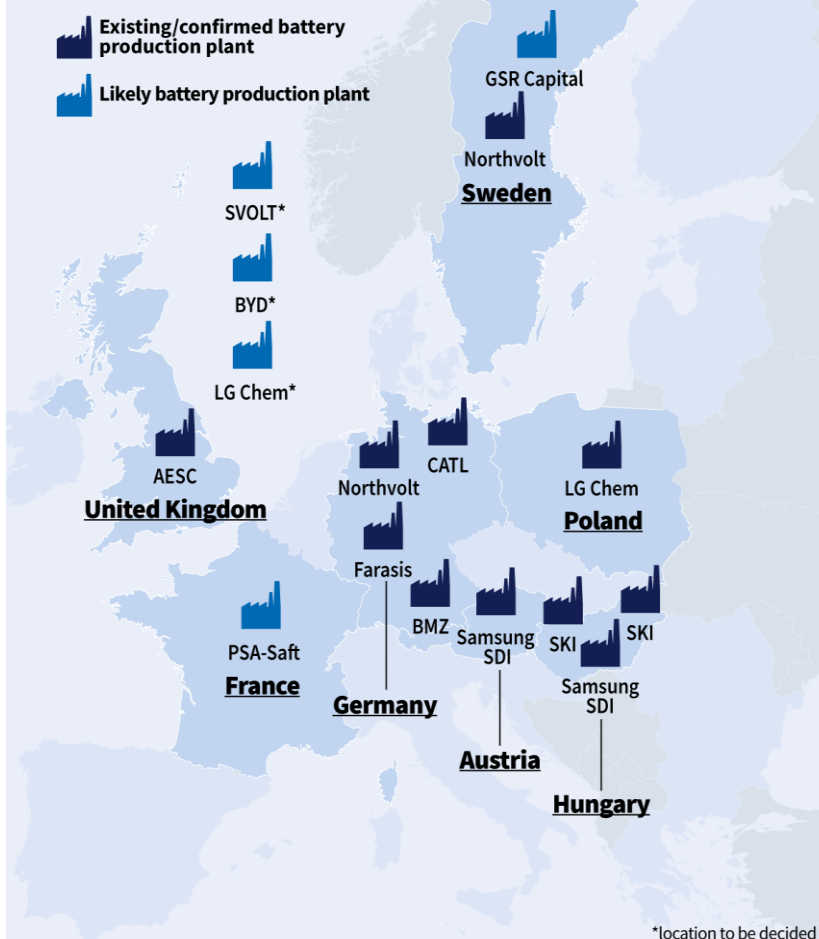 Existing/confirmed battery
production plant
Likely battery production plant
GSR Capital
Northvolt
Sweden
SVOLT*
BYD*
LG Chem*
AESC
United Kingdom
Northvolt
CATL
LG Chem
Poland
Farasis
BMZ
Samsung
SDI
SKI
SKI
Samsung
SDI
PSA-Saft
France
Germany
Austria
Hungary
*location to be decided